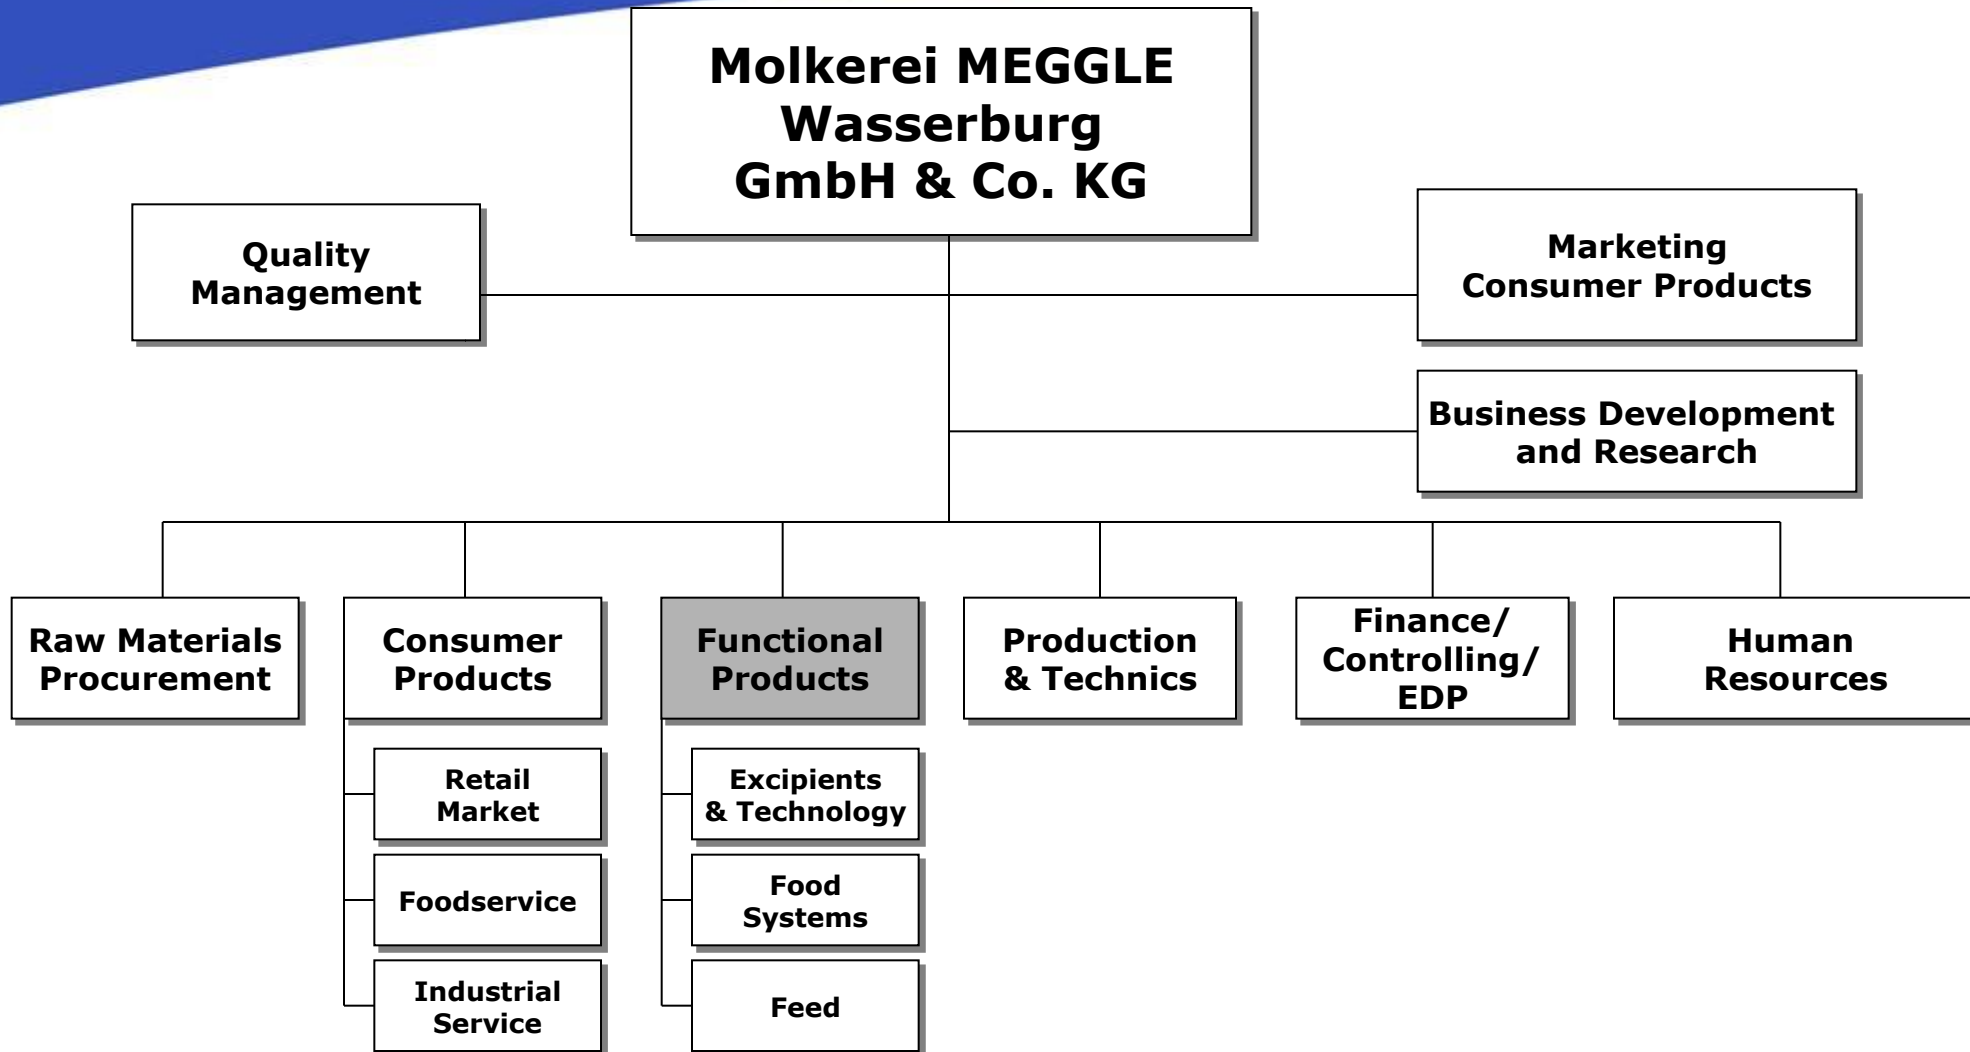 Molkerei MEGGLE
Wasserburg
GmbH & Co. KG
Quality
Management
Marketing
Consumer Products
Business Development
and Research
Raw Materials
Procurement
Consumer
Products
Functional
Products
Production
& Technics
Finance/
Controlling/
EDP
Human
Resources
Retail
Market
Foodservice
Industrial
Service
Excipients
& Technology
Food
Systems
Feed